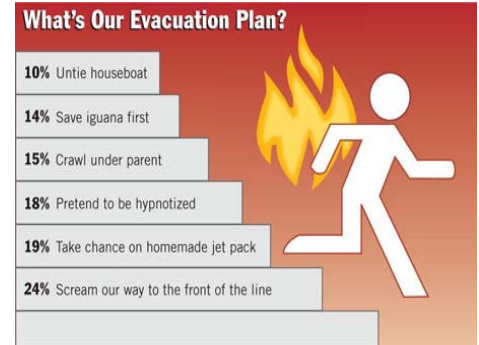 What's Our Evacuation Plan?
10% Untie houseboat
14% Save iguana first
15% Crawl under parent
18% Pretend to be hypnotized
19% Take chance on homemade jet pack
24% Scream our way to the front of the line